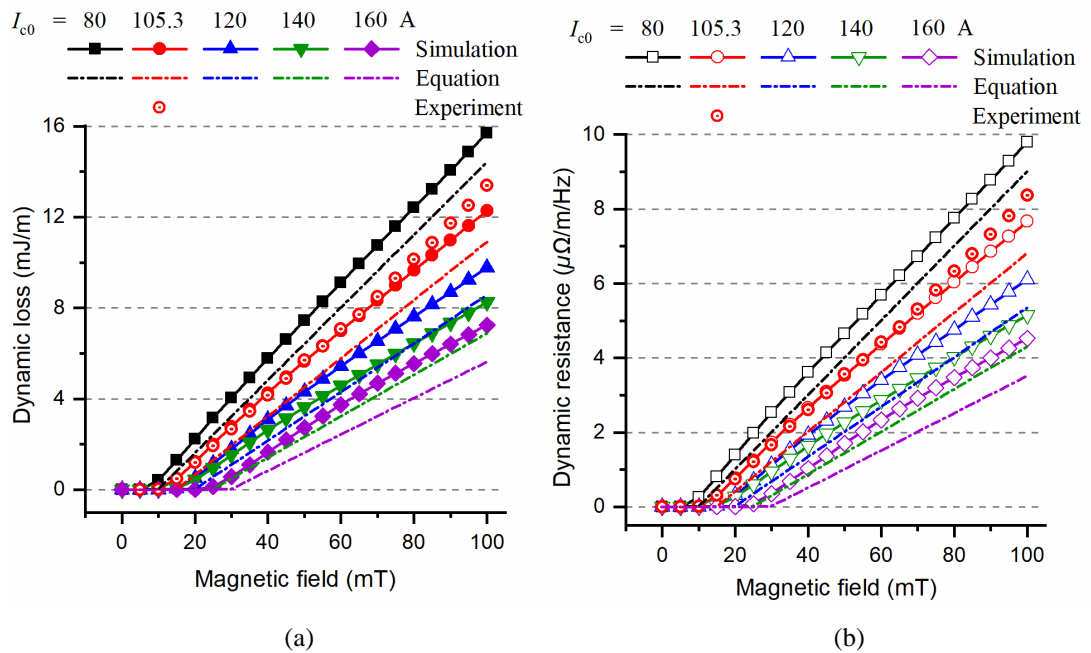 I_c0 = 80 105.3 120 140 160 A
Simulation
Equation
Experiment
16
12
8
4
0
Dynamic loss (mJ/m)
0 20 40 60 80 100
Magnetic field (mT)
(a)
I_c0 = 80 105.3 120 140 160 A
Simulation
Equation
Experiment
10
8
6
4
2
0
Dynamic resistance (μΩ/m/Hz)
0 20 40 60 80 100
Magnetic field (mT)
(b)